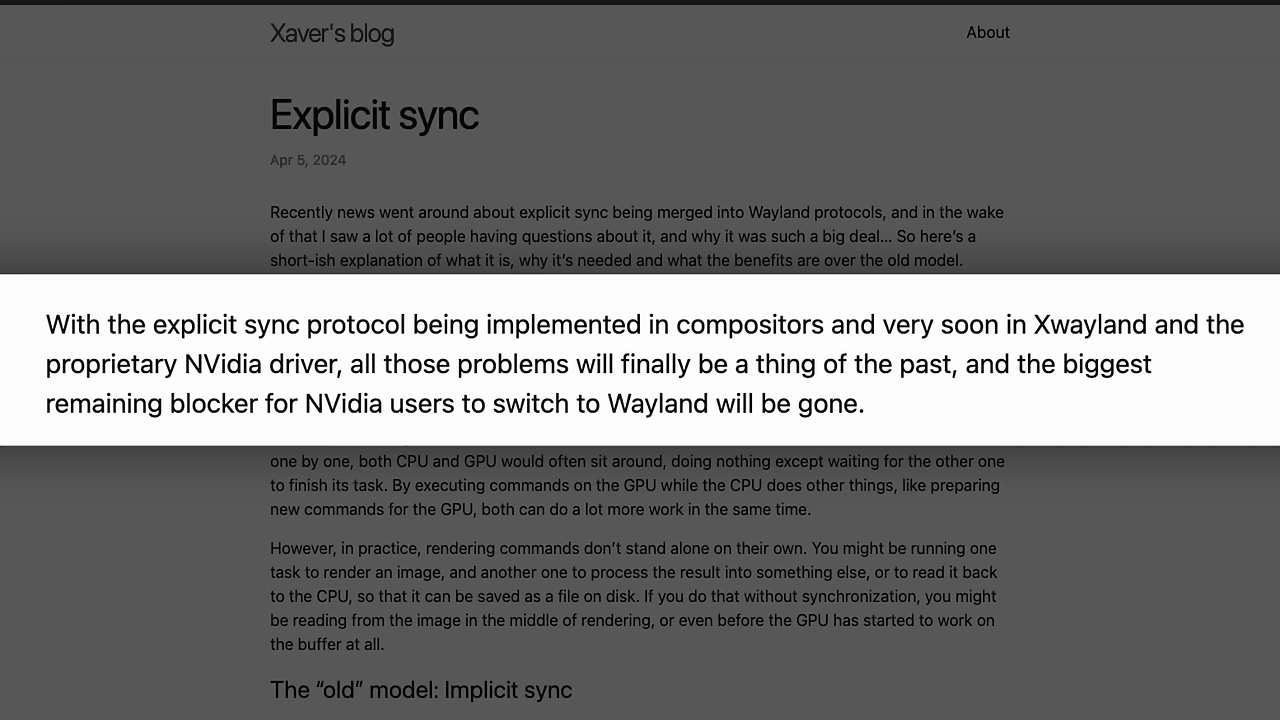 Xaver's blog
About
Explicit sync
Apr 5, 2024
Recently news went around about explicit sync being merged into Wayland protocols, and in the wake
of that I saw a lot of people having questions about it, and why it was such a big deal... So here’s a
short-ish explanation of what it is, why it’s needed and what the benefits are over the old model.
With the explicit sync protocol being implemented in compositors and very soon in Xwayland and the
proprietary NVidia driver, all those problems will finally be a thing of the past, and the biggest
remaining blocker for NVidia users to switch to Wayland will be gone.
one by one, both CPU and GPU would often sit around, doing nothing except waiting for the other one
to finish its task. By executing commands on the GPU while the CPU does other things, like preparing
new commands for the GPU, both can do a lot more work in the same time.
However, in practice, rendering commands don’t stand alone on their own. You might be running one
task to render an image, and another one to process the result into something else, or to read it back
to the CPU, so that it can be saved as a file on disk. If you do that without synchronization, you might
be reading from the image in the middle of rendering, or even before the GPU has started to work on
the buffer at all.
The “old” model: Implicit sync